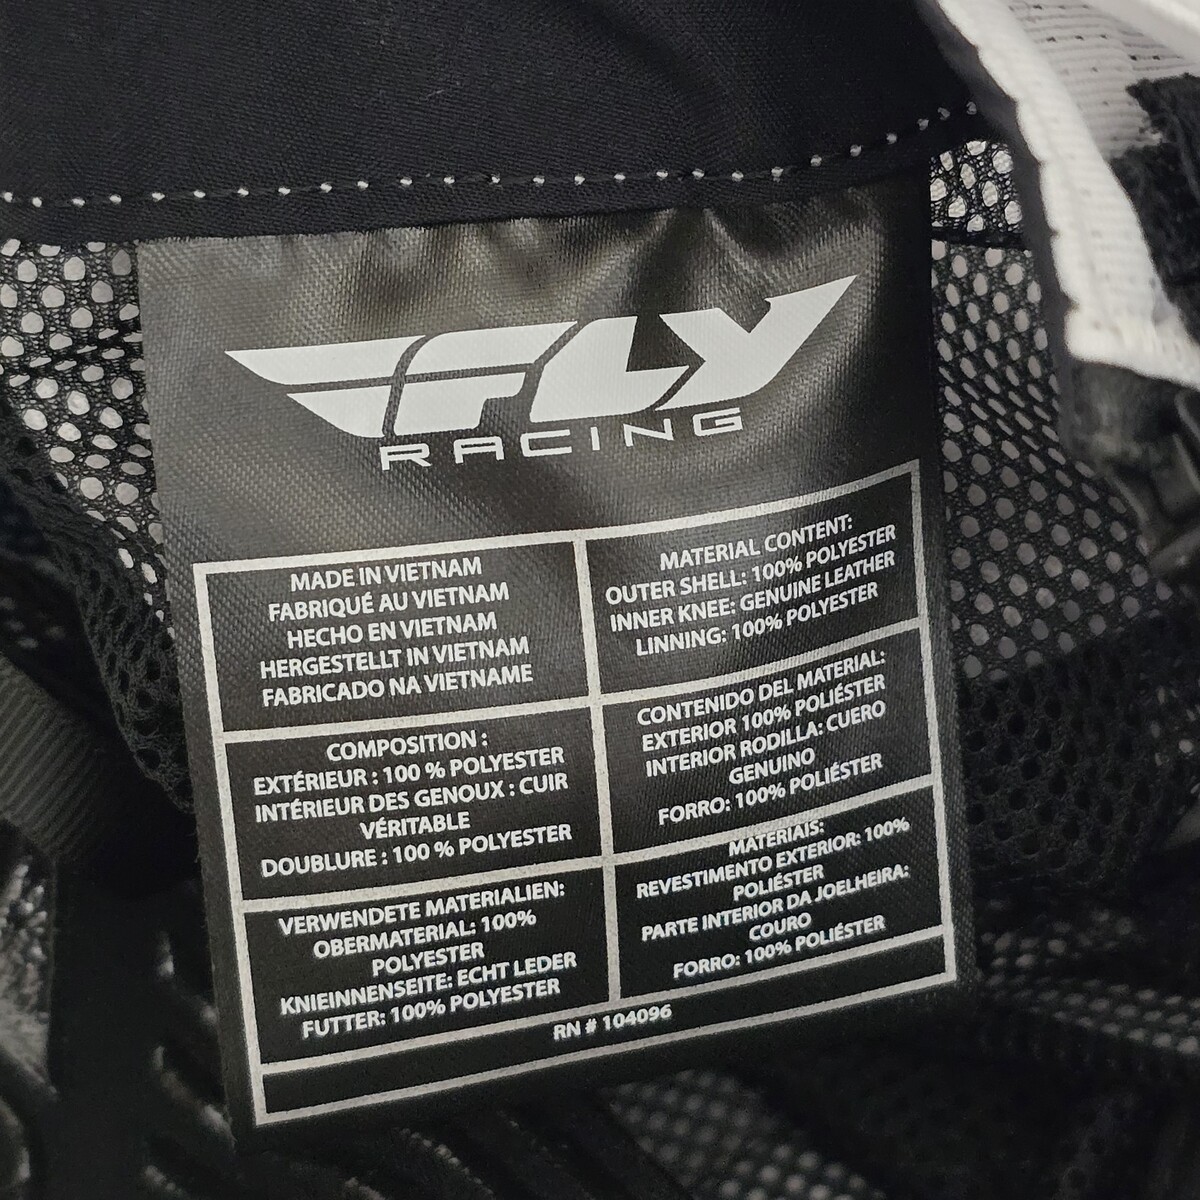 FLY
RACING
MADE IN VIETNAM
FABRIQUÉ AU VIETNAM
HECHO EN VIETNAM
HERGESTELLT IN VIETNAM
FABRICADO NA VIETNAME
MATERIAL CONTENT:
OUTER SHELL: 100% POLYESTER
INNER KNEE: GENUINE LEATHER
LINNING: 100% POLYESTER
COMPOSITION :
EXTÉRIEUR : 100 % POLYESTER
INTÉRIEUR DES GENOUX : CUIR
VÉRITABLE
DOUBLURE : 100 % POLYESTER
CONTENIDO DEL MATERIAL:
EXTERIOR 100% POLIÉSTER
INTERIOR RODILLA: CUERO
GENUINO
FORRO: 100% POLIÉSTER
VERWENDETE MATERIALIEN:
OBERMATERIAL: 100%
POLYESTER
KNIEINNENSEITE: ECHT LEDER
FUTTER: 100% POLYESTER
MATERIAIS:
REVESTIMENTO EXTERIOR: 100%
POLIÉSTER
PARTE INTERIOR DA JOELHEIRA:
COURO
FORRO: 100% POLIÉSTER
RN # 104096